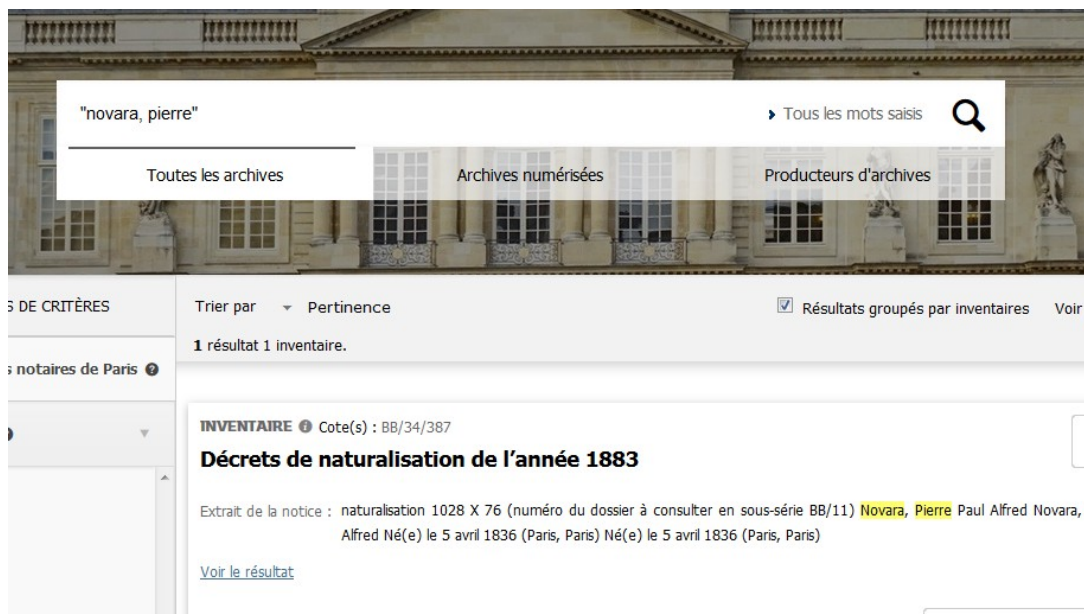 "novara, pierre"
Tous les mots saisis
Toutes les archives
Archives numérisées
Producteurs d'archives
DE CRITÈRES
Trier par Pertinence
Résultats groupés par inventaires Voir
1 résultat 1 inventaire.
notaires de Paris
INVENTAIRE Cote(s) : BB/34/387
Décrets de naturalisation de l'année 1883
Extrait de la notice : naturalisation 1028 X 76 (numéro du dossier à consulter en sous-série BB/11) Novara, Pierre Paul Alfred Novara,
Alfred Né(e) le 5 avril 1836 (Paris, Paris) Né(e) le 5 avril 1836 (Paris, Paris)
Voir le résultat